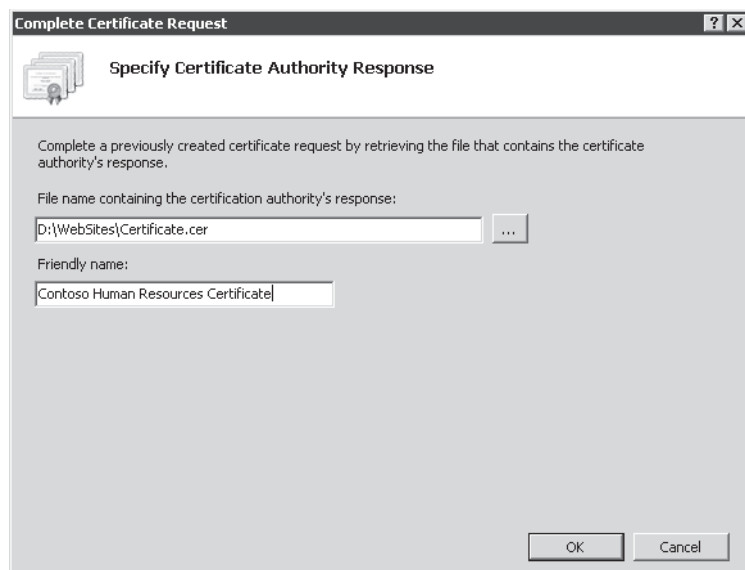 Complete Certificate Request
Specify Certificate Authority Response
Complete a previously created certificate request by retrieving the file that contains the certificate
authority's response.
File name containing the certification authority's response:
D:\WebSites\Certificate.cer
...
Friendly name:
Contoso Human Resources Certificate
OK
Cancel